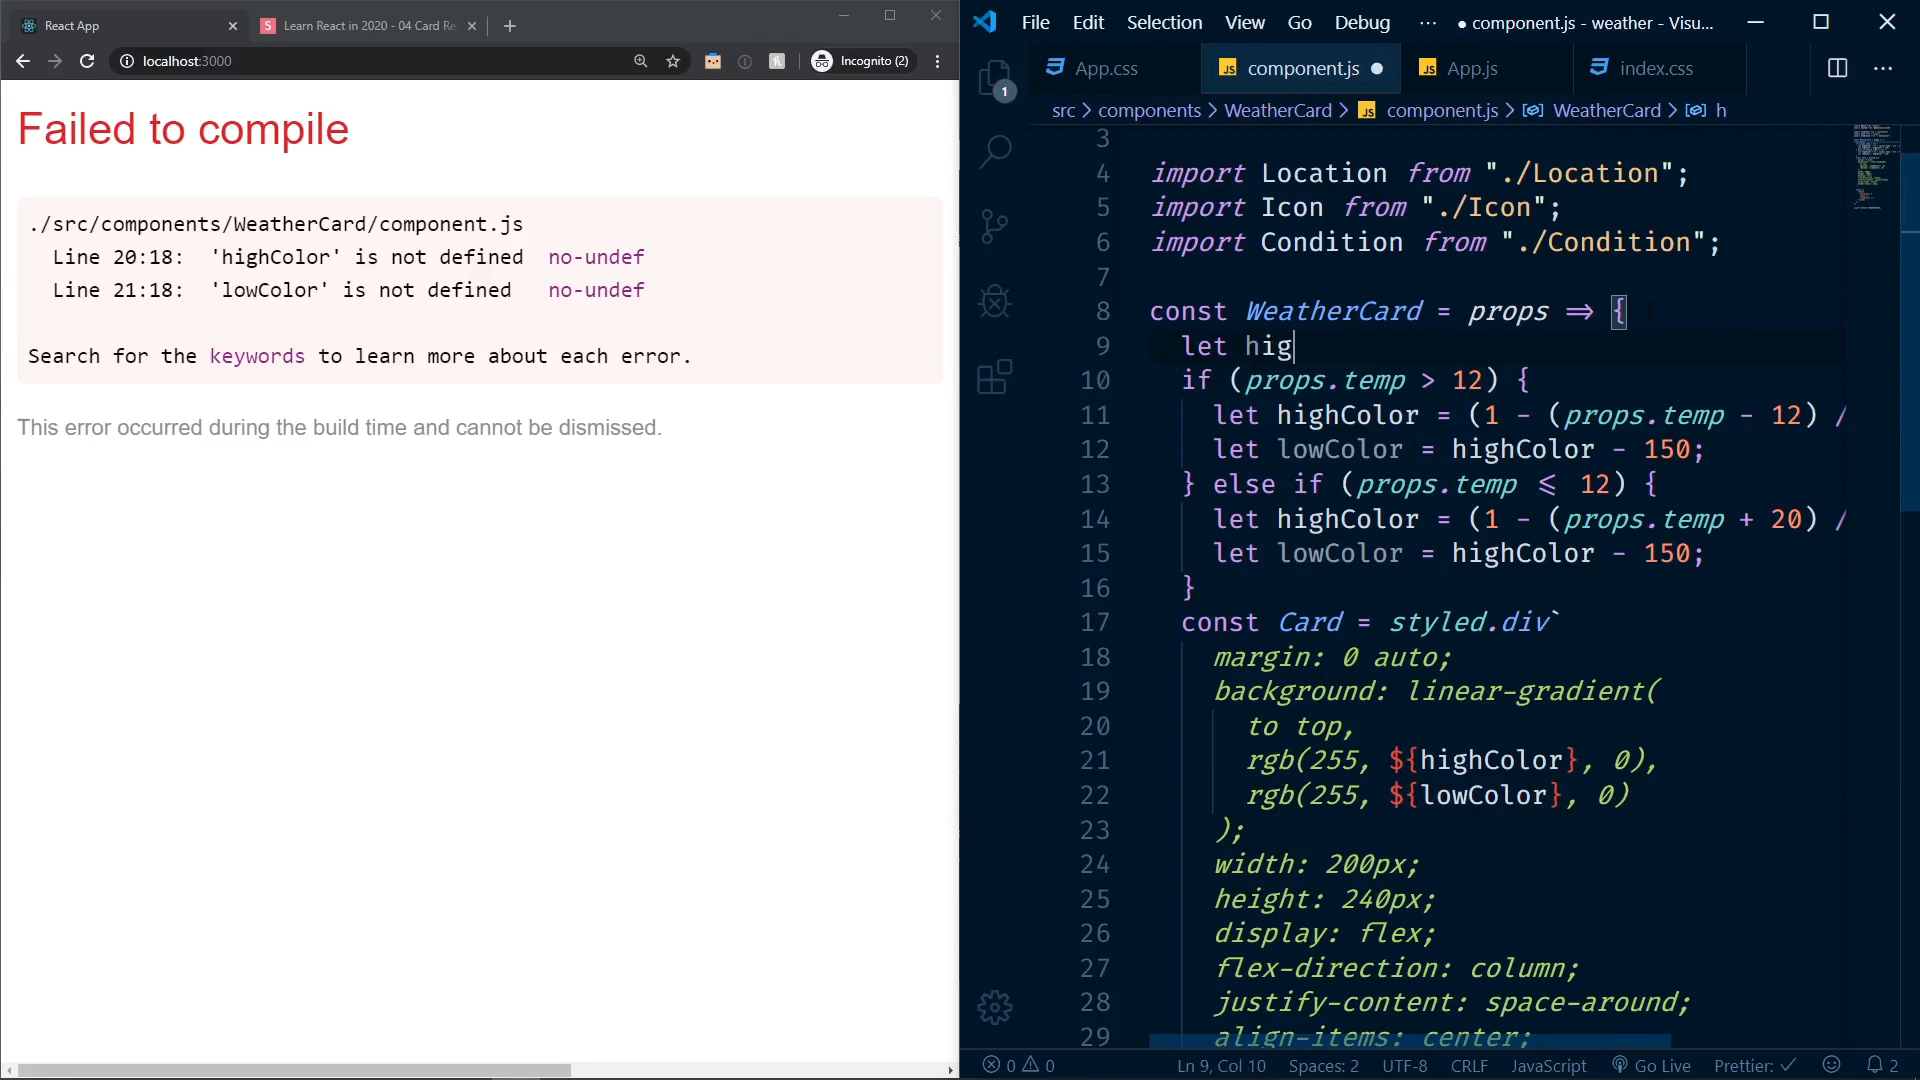 React App
Learn React in 2020 - 04 Card Re
localhost:3000
Incognito (2)
Failed to compile
./src/components/WeatherCard/component.js
Line 20:18: 'highColor' is not defined no-undef
Line 21:18: 'lowColor' is not defined no-undef
Search for the keywords to learn more about each error.
This error occurred during the build time and cannot be dismissed.
File Edit Selection View Go Debug ··· ● component.js - weather - Visu...
App.css component.js ● App.js index.css ···
1
src > components > WeatherCard > JS component.js > WeatherCard > h
3
4 import Location from "./Location";
5 import Icon from "./Icon";
6 import Condition from "./Condition";
7
8 const WeatherCard = props => {
9 let hig
10 if (props.temp > 12) {
11 let highColor = (1 - (props.temp - 12) /
12 let lowColor = highColor - 150;
13 } else if (props.temp <= 12) {
14 let highColor = (1 - (props.temp + 20) /
15 let lowColor = highColor - 150;
16 }
17 const Card = styled.div`
18 margin: 0 auto;
19 background: linear-gradient(
20 to top,
21 rgb(255, ${highColor}, 0),
22 rgb(255, ${lowColor}, 0)
23 );
24 width: 200px;
25 height: 240px;
26 display: flex;
27 flex-direction: column;
28 justify-content: space-around;
29 align-items: center;
0 0 Ln 9, Col 10 Spaces: 2 UTF-8 CRLF JavaScript Go Live Prettier: ✓ 2